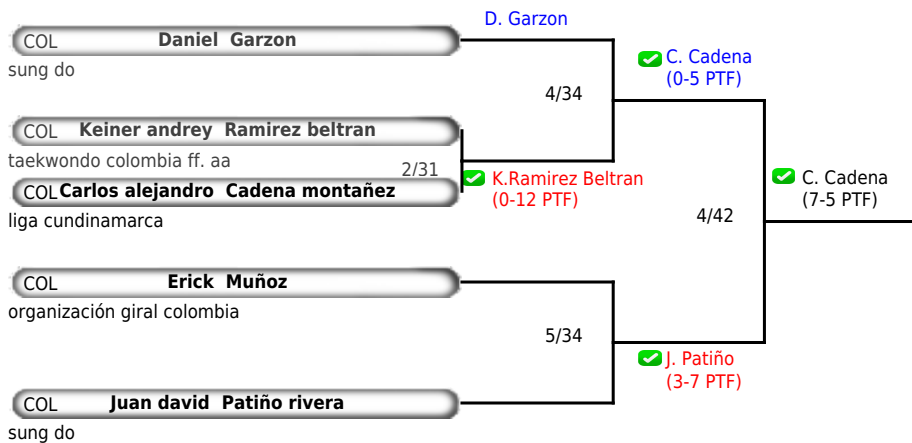 D. Garzon
COL Daniel Garzon
sung do
C. Cadena
(0-5 PTF)
4/34
COL Keiner andrey Ramirez beltran
taekwondo colombia ff. aa
2/31
K.Ramirez Beltran
(0-12 PTF)
COL Carlos alejandro Cadena montañez
liga cundinamarca
C. Cadena
(7-5 PTF)
4/42
COL Erick Muñoz
organización giral colombia
5/34
J. Patiño
(3-7 PTF)
COL Juan david Patiño rivera
sung do